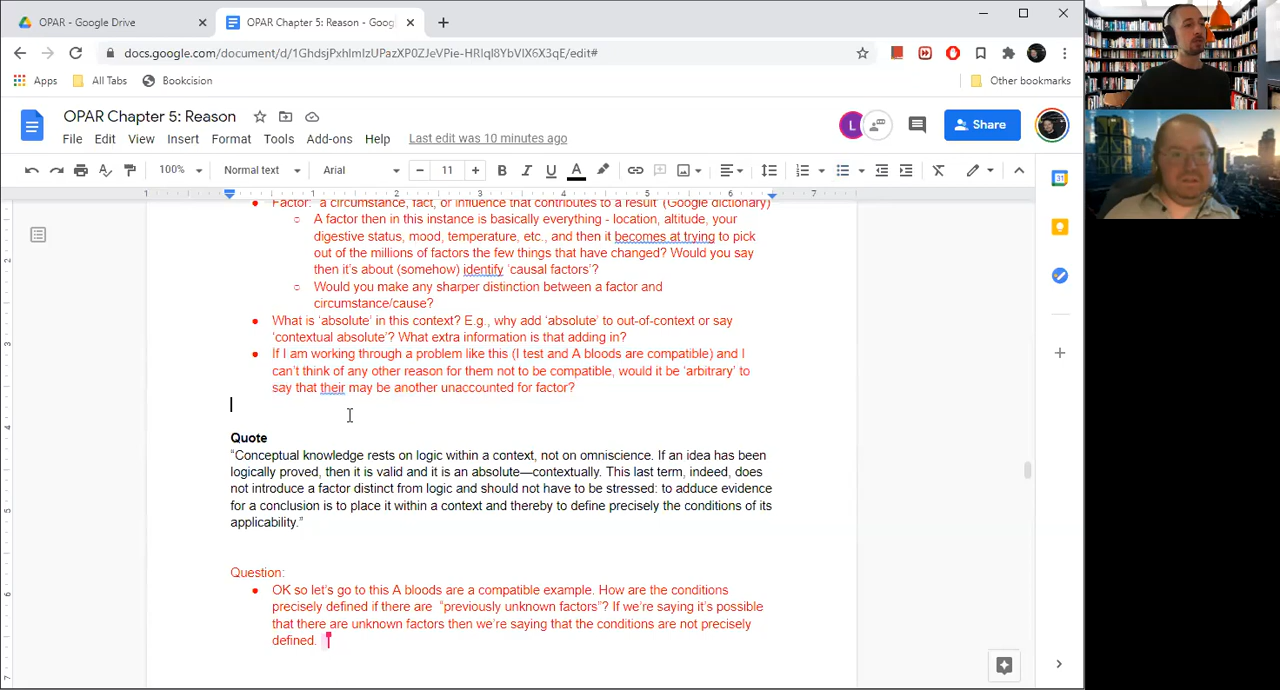 OPAR - Google Drive
OPAR Chapter 5: Reason - Goog
docs.google.com/document/d/1GhdsjPxhlmIzUPazXP0ZJeVPie-HRlql8YbVlX6X3qE/edit#
Apps All Tabs Bookcision Other bookmarks
OPAR Chapter 5: Reason
File Edit View Insert Format Tools Add-ons Help Last edit was 10 minutes ago
L
Share
100% Normal text Arial 11 B I U A
1 1 2 3 4 5 6 7
Factor: "a circumstance, fact, or influence that contributes to a result" (Google dictionary)
A factor then in this instance is basically everything - location, altitude, your
digestive status, mood, temperature, etc., and then it becomes at trying to pick
out of the millions of factors the few things that have changed? Would you say
then it's about (somehow) identify 'causal factors'?
Would you make any sharper distinction between a factor and
circumstance/cause?
What is 'absolute' in this context? E.g., why add 'absolute' to out-of-context or say
'contextual absolute'? What extra information is that adding in?
If I am working through a problem like this (I test and A bloods are compatible) and I
can't think of any other reason for them not to be compatible, would it be 'arbitrary' to
say that their may be another unaccounted for factor?
Quote
"Conceptual knowledge rests on logic within a context, not on omniscience. If an idea has been
logically proved, then it is valid and it is an absolute—contextually. This last term, indeed, does
not introduce a factor distinct from logic and should not have to be stressed: to adduce evidence
for a conclusion is to place it within a context and thereby to define precisely the conditions of its
applicability."
Question:
OK so let's go to this A bloods are a compatible example. How are the conditions
precisely defined if there are "previously unknown factors"? If we're saying it's possible
that there are unknown factors then we're saying that the conditions are not precisely
defined.